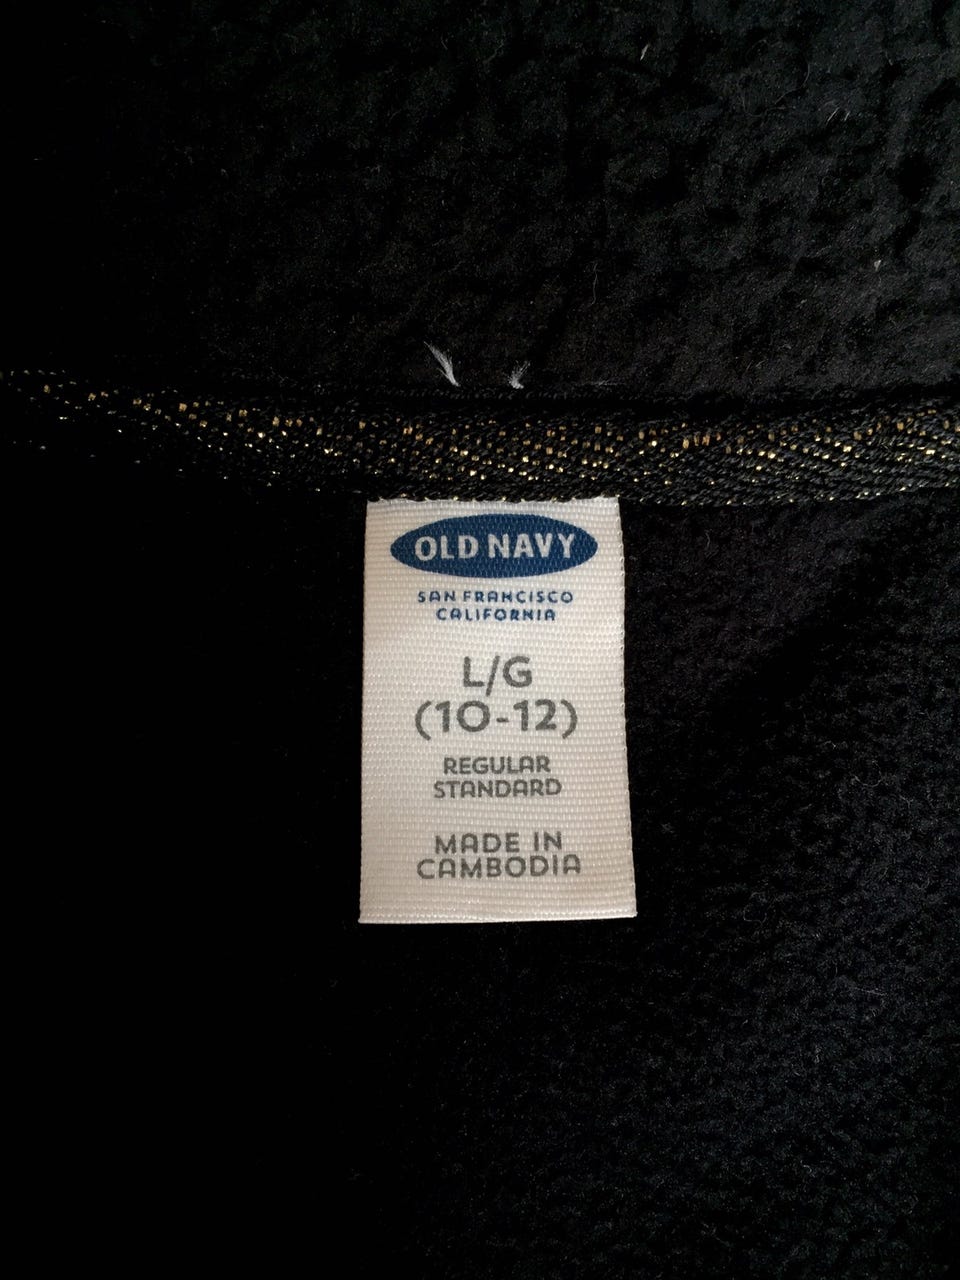 OLD NAVY
SAN FRANCISCO
CALIFORNIA
L/G
(10-12)
REGULAR
STANDARD
MADE IN
CAMBODIA